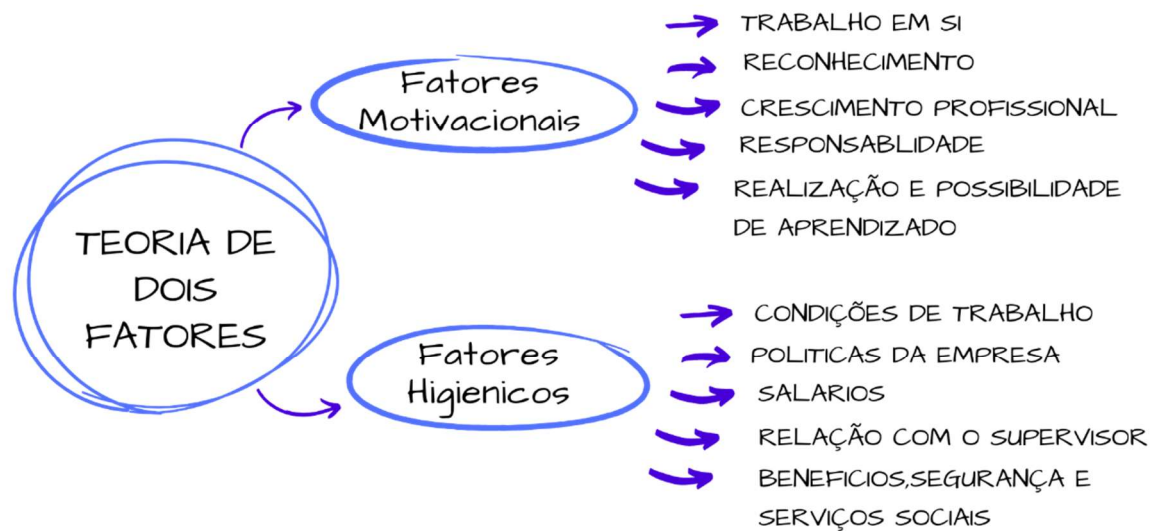 TEORIA DE
DOIS
FATORES
Fatores
Motivacionais
TRABALHO EM SI
RECONHECIMENTO
CRESCIMENTO PROFISSIONAL
RESPONSABLIDADE
REALIZAÇÃO E POSSIBILIDADE
DE APRENDIZADO
Fatores
Higienicos
CONDIÇÕES DE TRABALHO
POLITICAS DA EMPRESA
SALARIOS
RELAÇÃO COM O SUPERVISOR
BENEFICIOS,SEGURANÇA E
SERVIÇOS SOCIAIS